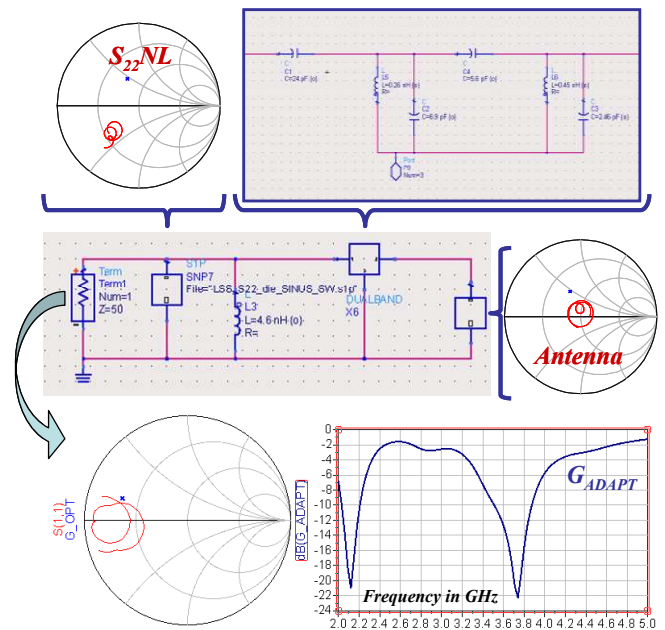 S22NL
C
C1
C=24 pF (o)
L
L5
L=0.26 nH (o)
R=
C
C2
C=6.9 pF (o)
C
C4
C=5.6 pF (o)
L
L6
L=0.45 nH (o)
R=
C
C3
C=2.46 pF (o)
Port
Num=3
Term
Term1
Num=1
Z=50
S1P
SNP7
File="LSS_S22_die_SINUS_SW.s1p"
L
L3
L=4.6 nH (o)
R=
DUALBAND
X6
Antenna
S(1,1)
G_OPT
dB(G_ADAPT)
0
-2
-4
-6
-8
-10
-12
-14
-16
-18
-20
-22
-24
GADAPT
Frequency in GHz
2.0 2.2 2.4 2.6 2.8 3.0 3.2 3.4 3.6 3.8 4.0 4.2 4.4 4.6 4.8 5.0